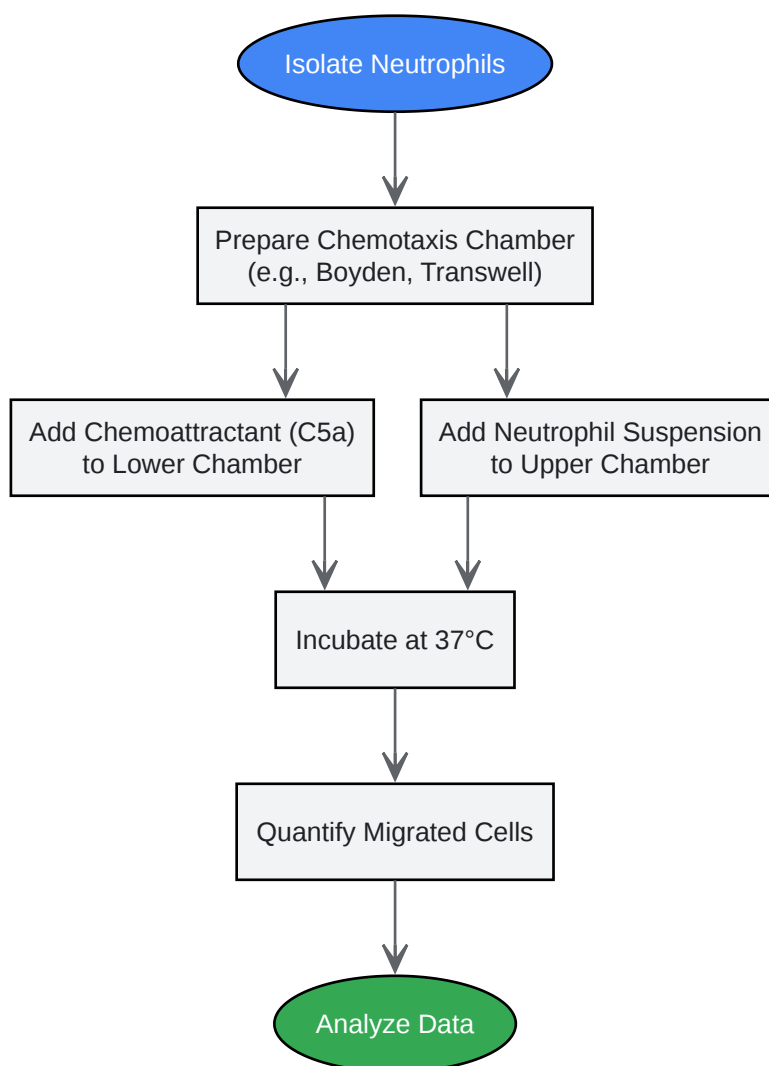 Isolate Neutrophils
Prepare Chemotaxis Chamber
(e.g., Boyden, Transwell)
Add Chemoattractant (C5a)
to Lower Chamber
Add Neutrophil Suspension
to Upper Chamber
Incubate at 37°C
Quantify Migrated Cells
Analyze Data